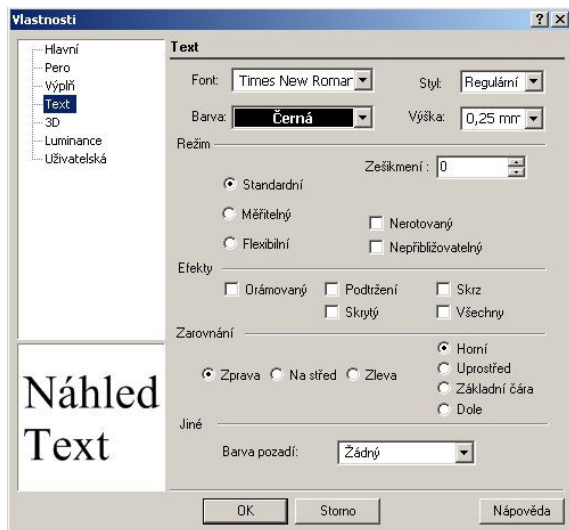 Vlastnosti
Hlavní
Pero
Výplň
Text
3D
Luminance
Uživatelská
Náhled
Text
Text
Font: Times New Romar Styl: Regulární
Barva: Černá Výška: 0,25 mm
Režim
Zešikmení : 0
Standardní
Měřitelný
Flexibilní
Nerotovaný
Nepřibližovatelný
Efekty
Orámovaný Podtržení Skrz
Skrytý Všechny
Zarovnání
Zprava Na střed Zleva
Horní
Uprostřed
Základní čára
Dole
Jiné
Barva pozadí: Žádný
OK Storno Nápověda